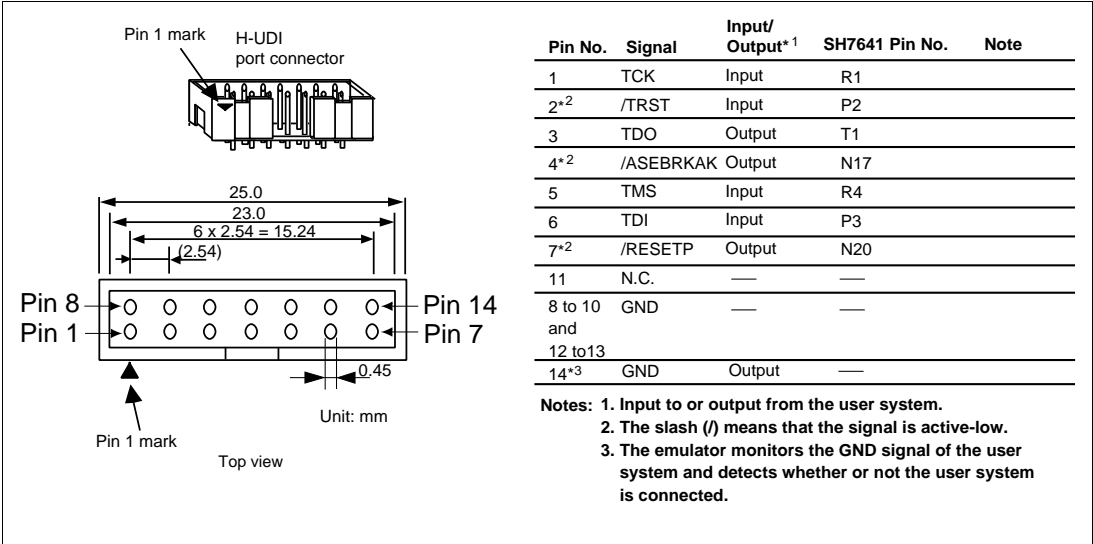 Pin 1 mark
H-UDI
port connector
25.0
23.0
6 x 2.54 = 15.24
(2.54)
Pin 8
Pin 14
Pin 1
Pin 7
0.45
Unit: mm
Pin 1 mark
Top view
Pin No. Signal Input/ Output*1 SH7641 Pin No. Note
1 TCK Input R1
2*2 /TRST Input P2
3 TDO Output T1
4*2 /ASEBRKAK Output N17
5 TMS Input R4
6 TDI Input P3
7*2 /RESETP Output N20
11 N.C. — —
8 to 10 GND — —
and
12 to13
14*3 GND Output —
Notes: 1. Input to or output from the user system.
2. The slash (/) means that the signal is active-low.
3. The emulator monitors the GND signal of the user
system and detects whether or not the user system
is connected.